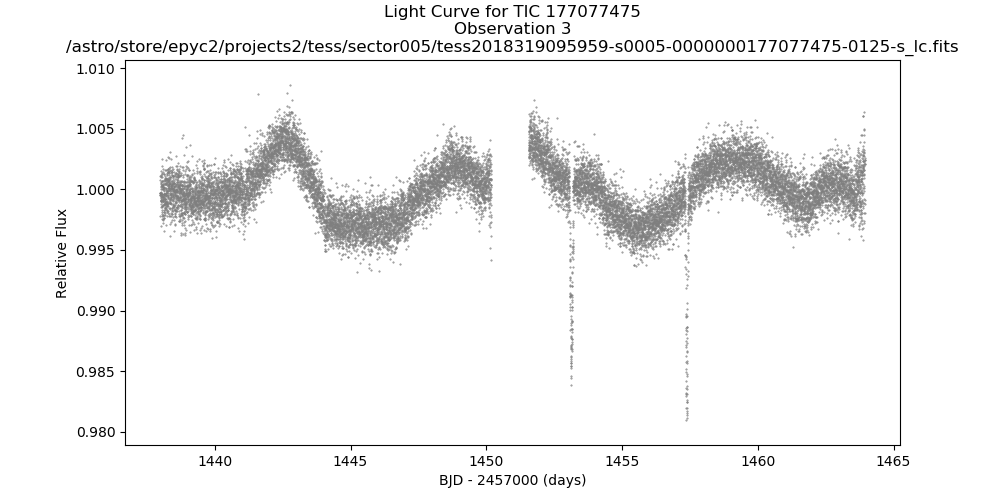 Light Curve for TIC 177077475
Observation 3
/astro/store/epyc2/projects2/tess/sector005/tess2018319095959-s0005-0000000177077475-0125-s_lc.fits
1.010
1.005
1.000
0.995
0.990
0.985
0.980
Relative Flux
1440 1445 1450 1455 1460 1465
BJD - 2457000 (days)